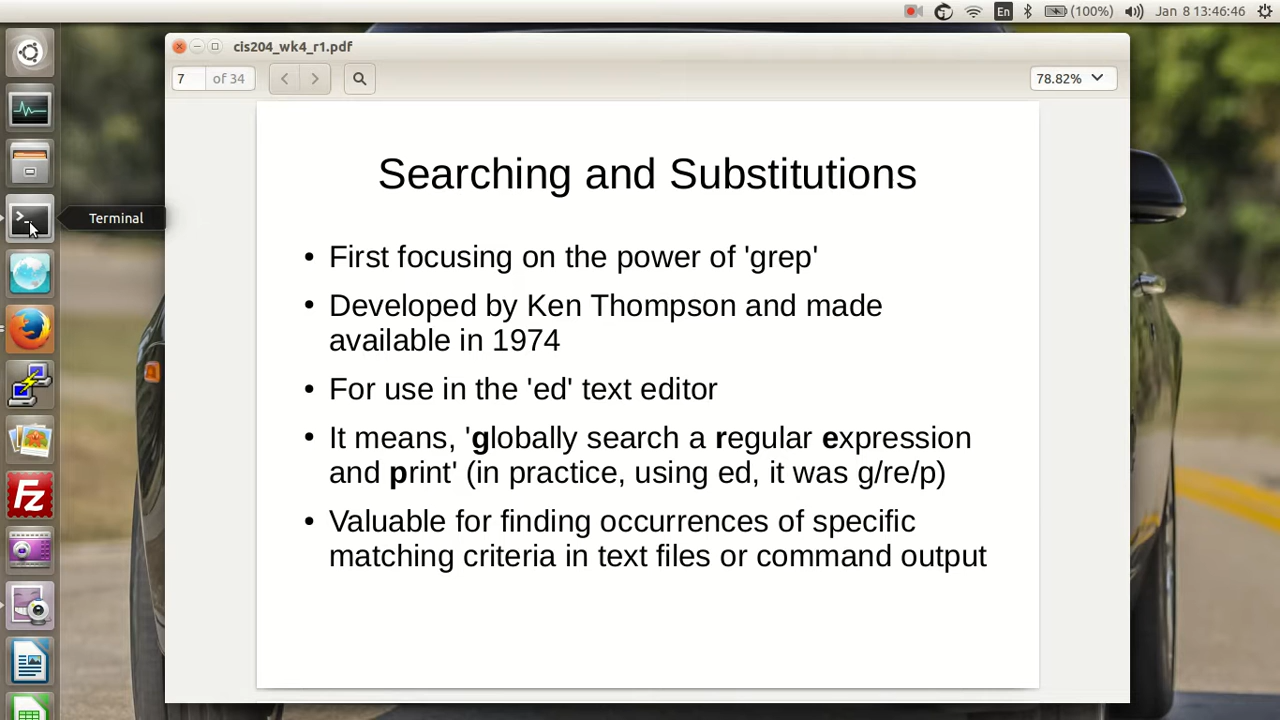 En (100%) Jan 8 13:46:46
cis204_wk4_r1.pdf
7 of 34 78.82%
Searching and Substitutions
Terminal
• First focusing on the power of 'grep'
• Developed by Ken Thompson and made
available in 1974
• For use in the 'ed' text editor
• It means, 'globally search a regular expression
and print' (in practice, using ed, it was g/re/p)
• Valuable for finding occurrences of specific
matching criteria in text files or command output
Fz